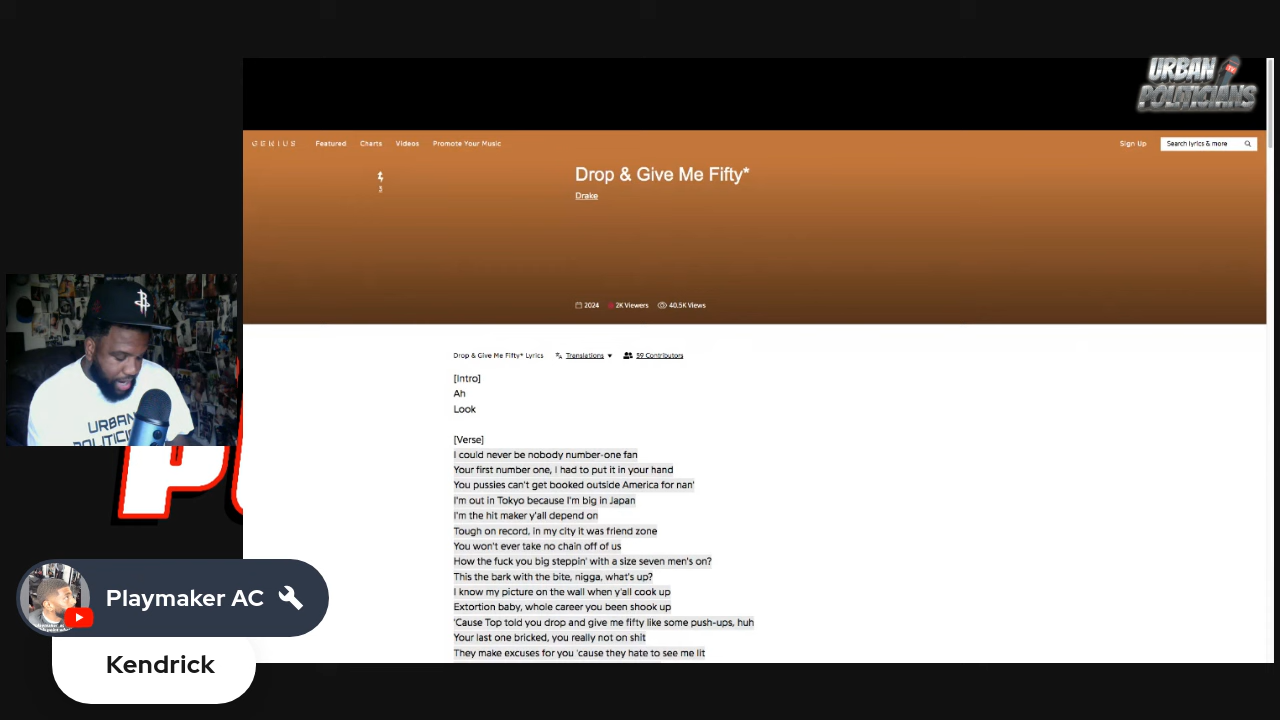 URBAN
POLITICIANS
GENIUS Featured Charts Videos Promote Your Music Sign Up Search lyrics & more
3
Drop & Give Me Fifty*
Drake
2024 2K Viewers 40.5K Views
Drop & Give Me Fifty* Lyrics Translations 59 Contributors
[Intro]
Ah
Look
[Verse]
I could never be nobody number-one fan
Your first number one, I had to put it in your hand
You pussies can't get booked outside America for nan'
I'm out in Tokyo because I'm big in Japan
I'm the hit maker y'all depend on
Tough on record, in my city it was friend zone
You won't ever take no chain off of us
How the fuck you big steppin' with a size seven men's on?
This the bark with the bite, nigga, what's up?
I know my picture on the wall when y'all cook up
Extortion baby, whole career you been shook up
'Cause Top told you drop and give me fifty like some push-ups, huh
Your last one bricked, you really not on shit
They make excuses for you 'cause they hate to see me lit
URBAN
POLITICIANS
Playmaker AC
Kendrick